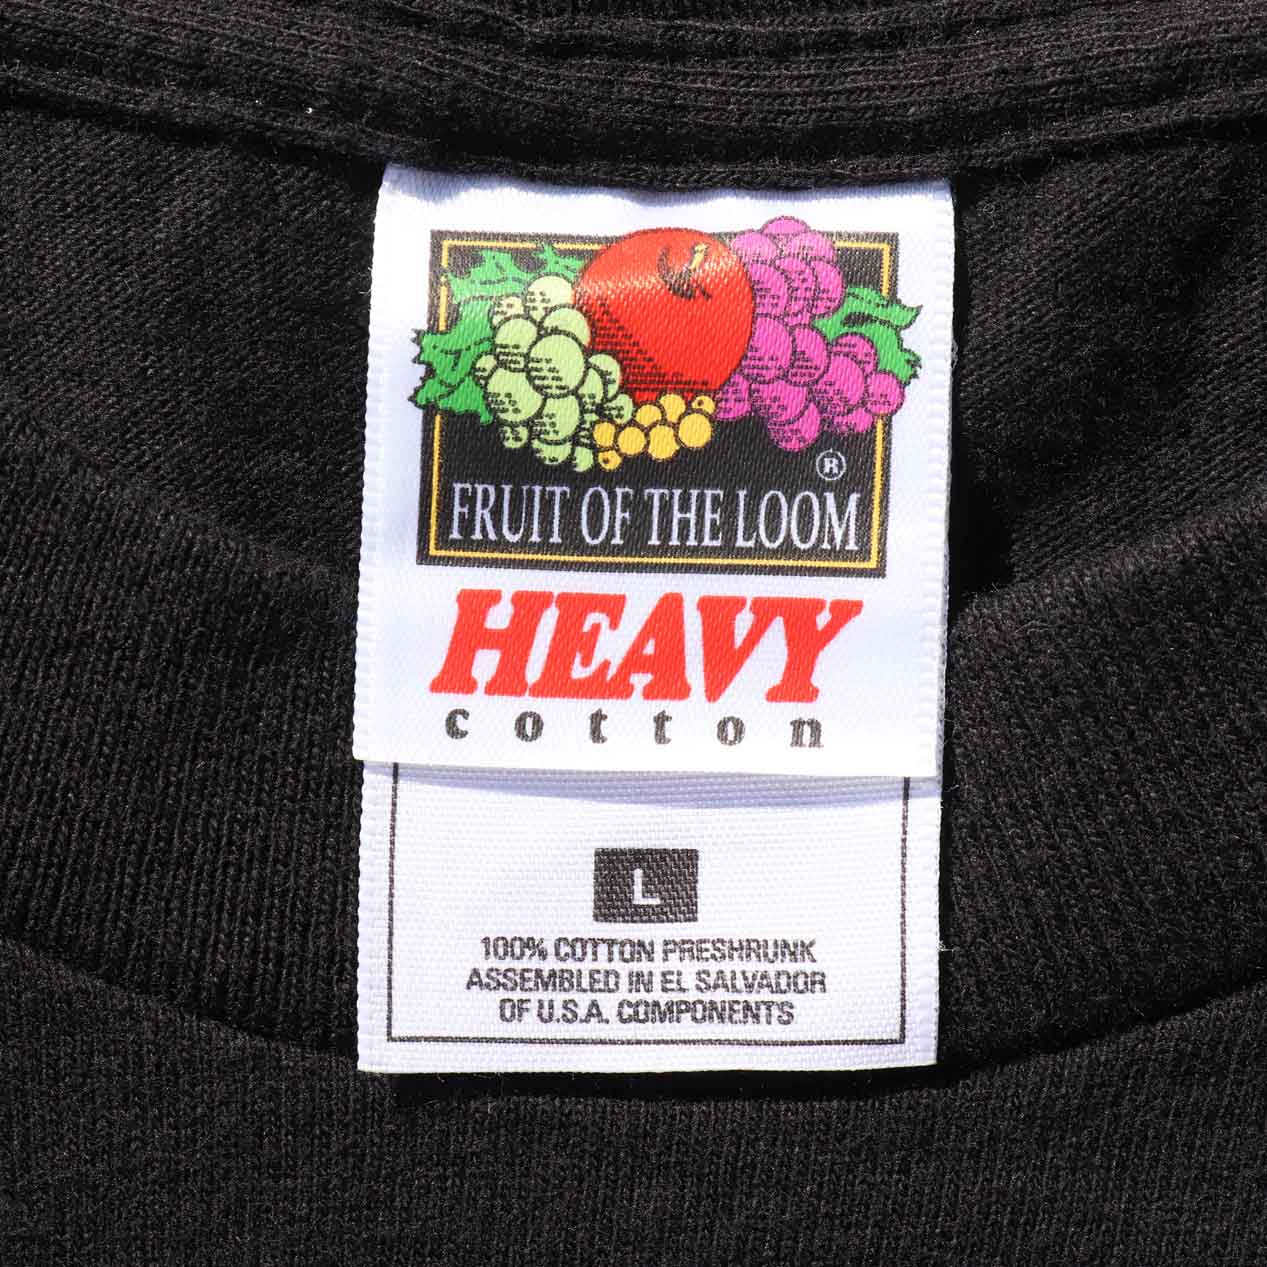 ®
FRUIT OF THE LOOM
HEAVY
cotton
L
100% COTTON PRESHRUNK
ASSEMBLED IN EL SALVADOR
OF U.S.A. COMPONENTS